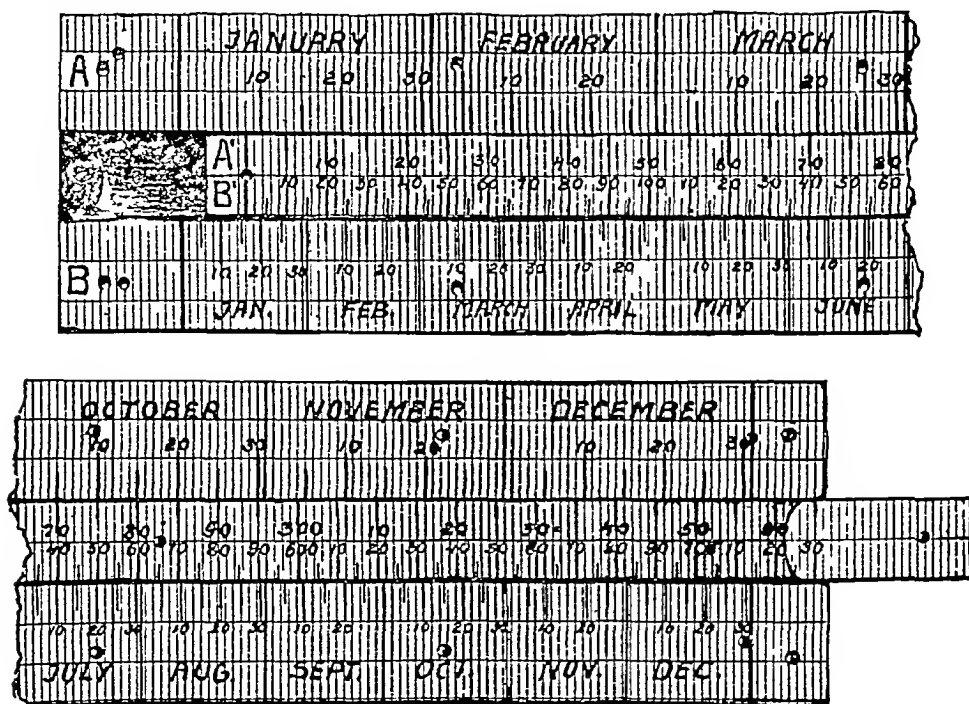 JANUARY FEBRUARY MARCH
A 10 20 30 10 20 10 20 30
A' 10 20 30 40 50 60 70 80
B' 10 20 30 40 50 60 70 80 90 100 10 20 30 40 50 60
B 10 20 30 10 20 10 20 30 10 20 10 20 30 10 20
JAN. FEB. MARCH APRIL MAY JUNE
OCTOBER NOVEMBER DECEMBER
10 20 30 10 20 10 20 30
70 80 90 300 10 20 30 40 50 60
40 50 60 70 80 90 600 10 20 30 40 50 60 70 80 90 700 10 20 30
10 20 30 10 20 30 10 20 10 20 30 10 20 10 20 30
JULY AUG. SEPT. OCT. NOV. DEC.